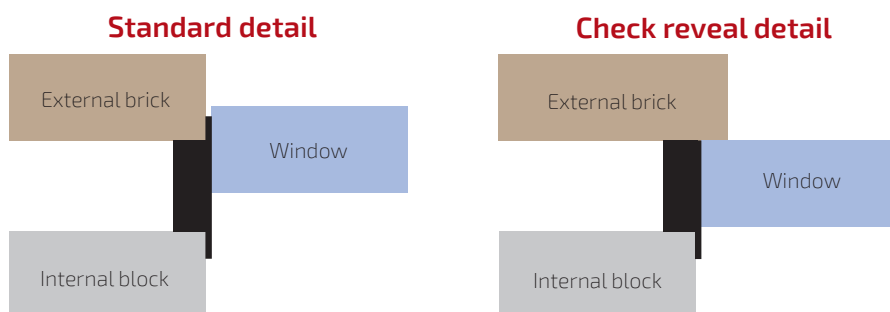 Standard detail
External brick
Window
Internal block
Check reveal detail
External brick
Window
Internal block